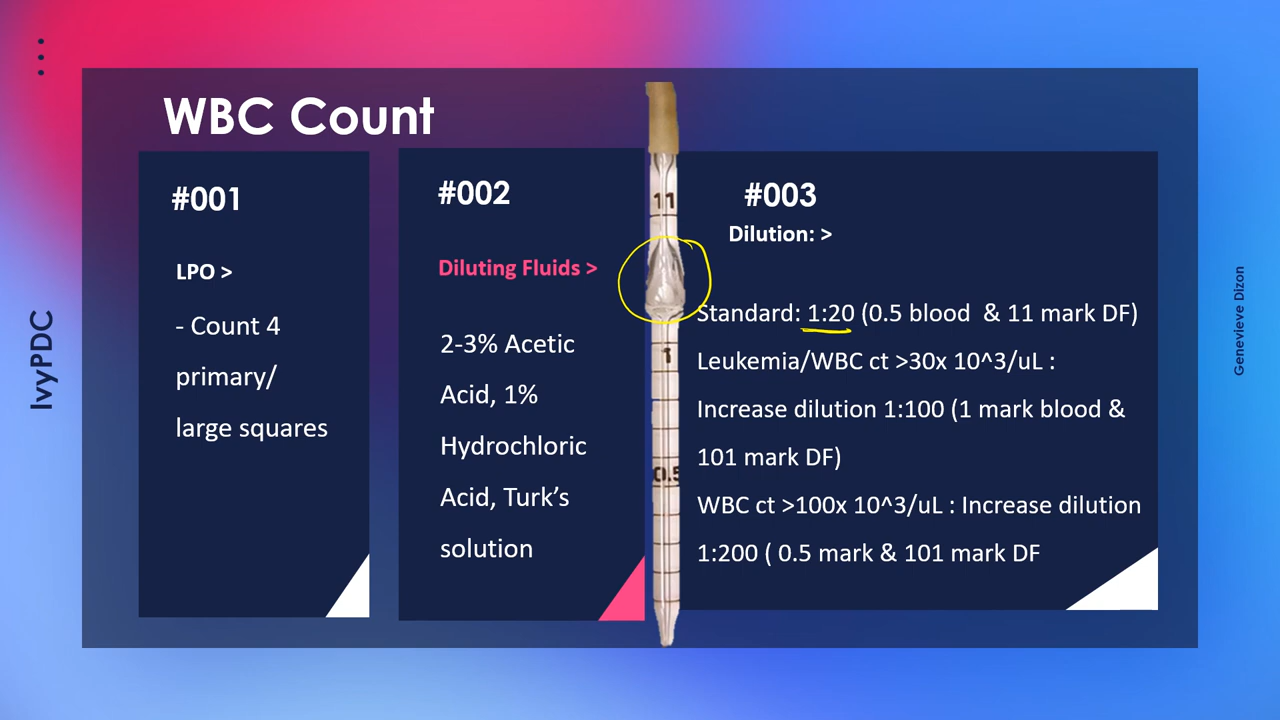 WBC Count
#001
LPO >
- Count 4
primary/
large squares
#002
Diluting Fluids >
2-3% Acetic
Acid, 1%
Hydrochloric
Acid, Turk’s
solution
11
1
0.5
#003
Dilution: >
Standard: 1:20 (0.5 blood & 11 mark DF)
Leukemia/WBC ct >30x 10^3/uL :
Increase dilution 1:100 (1 mark blood &
101 mark DF)
WBC ct >100x 10^3/uL : Increase dilution
1:200 ( 0.5 mark & 101 mark DF
IvyPDC
Genevieve Dizon